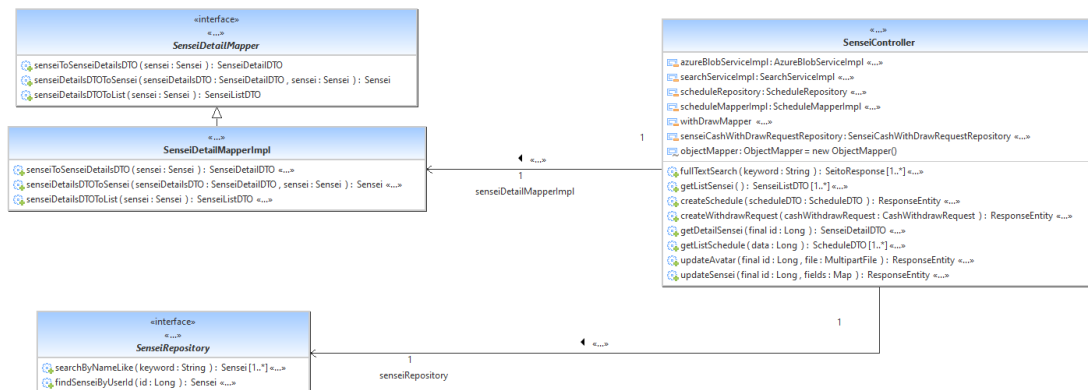 «interface»
«...»
SenseiDetailMapper
senseiToSenseiDetailsDTO ( sensei : Sensei ) : SenseiDetailDTO
senseiDetailsDTOToSensei ( senseiDetailsDTO : SenseiDetailDTO , sensei : Sensei ) : Sensei
senseiDetailsDTOToList ( sensei : Sensei ) : SenseiListDTO
«...»
SenseiDetailMapperImpl
senseiToSenseiDetailsDTO ( sensei : Sensei ) : SenseiDetailDTO «...»
senseiDetailsDTOToSensei ( senseiDetailsDTO : SenseiDetailDTO , sensei : Sensei ) : Sensei «...»
senseiDetailsDTOToList ( sensei : Sensei ) : SenseiListDTO «...»
«...»
SenseiController
azureBlobServiceImpl : AzureBlobServiceImpl «...»
searchServiceImpl : SearchServiceImpl «...»
scheduleRepository : ScheduleRepository «...»
scheduleMapperImpl : ScheduleMapperImpl «...»
withDrawMapper «...»
senseiCashWithDrawRequestRepository : SenseiCashWithDrawRequestRepository «...»
objectMapper : ObjectMapper = new ObjectMapper()
fullTextSearch ( keyword : String ) : SeitoResponse [1..*] «...»
getListSensei ( ) : SenseiListDTO [1..*] «...»
createSchedule ( scheduleDTO : ScheduleDTO ) : ResponseEntity «...»
createWithdrawRequest ( cashWithdrawRequest : CashWithdrawRequest ) : ResponseEntity «...»
getDetailSensei ( final id : Long ) : SenseiDetailDTO «...»
getListSchedule ( data : Long ) : ScheduleDTO [1..*] «...»
updateAvatar ( final id : Long , file : MultipartFile ) : ResponseEntity «...»
updateSensei ( final id : Long , fields : Map ) : ResponseEntity «...»
1
«...»
1
senseiDetailMapperImpl
«interface»
«...»
SenseiRepository
searchByNameLike ( keyword : String ) : Sensei [1..*] «...»
findSenseiByUserId ( id : Long ) : Sensei «...»
1
«...»
1
senseiRepository